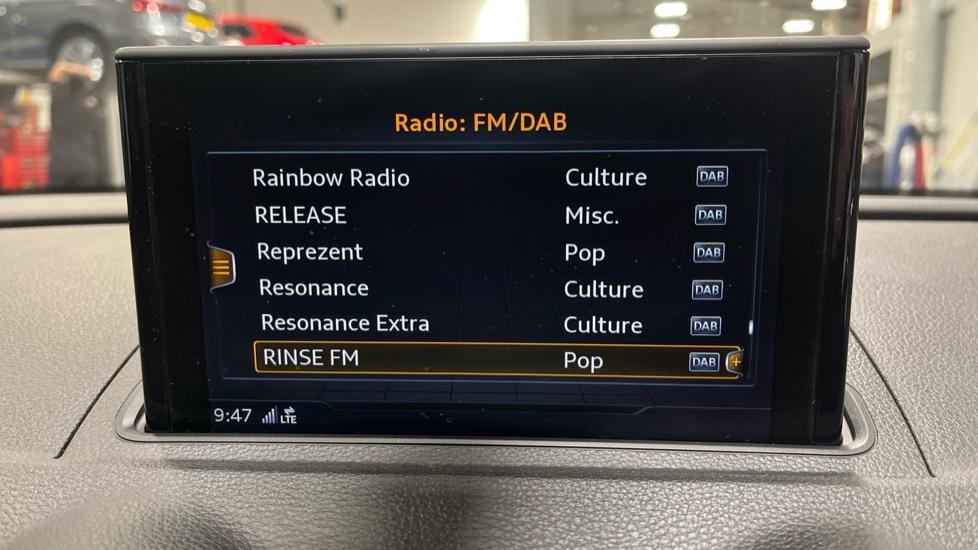 Radio: FM/DAB
Rainbow Radio Culture DAB
RELEASE Misc. DAB
Reprezent Pop DAB
Resonance Culture DAB
Resonance Extra Culture DAB
RINSE FM Pop DAB +
9:47 LTE